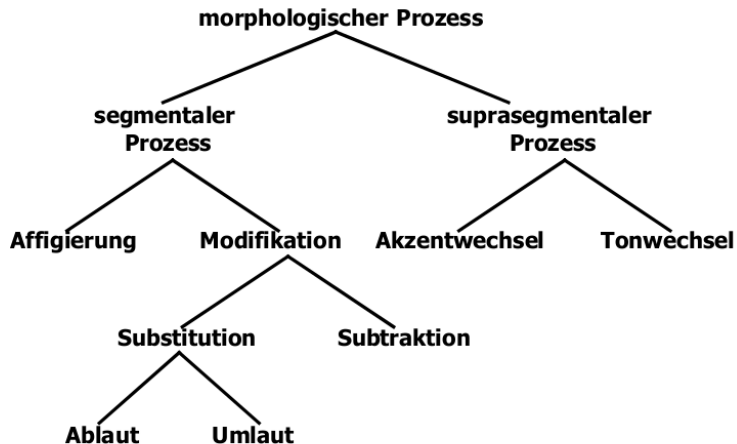 morphologischer Prozess
segmentaler
Prozess
suprasegmentaler
Prozess
Affigierung
Modifikation
Akzentwechsel
Tonwechsel
Substitution
Subtraktion
Ablaut
Umlaut